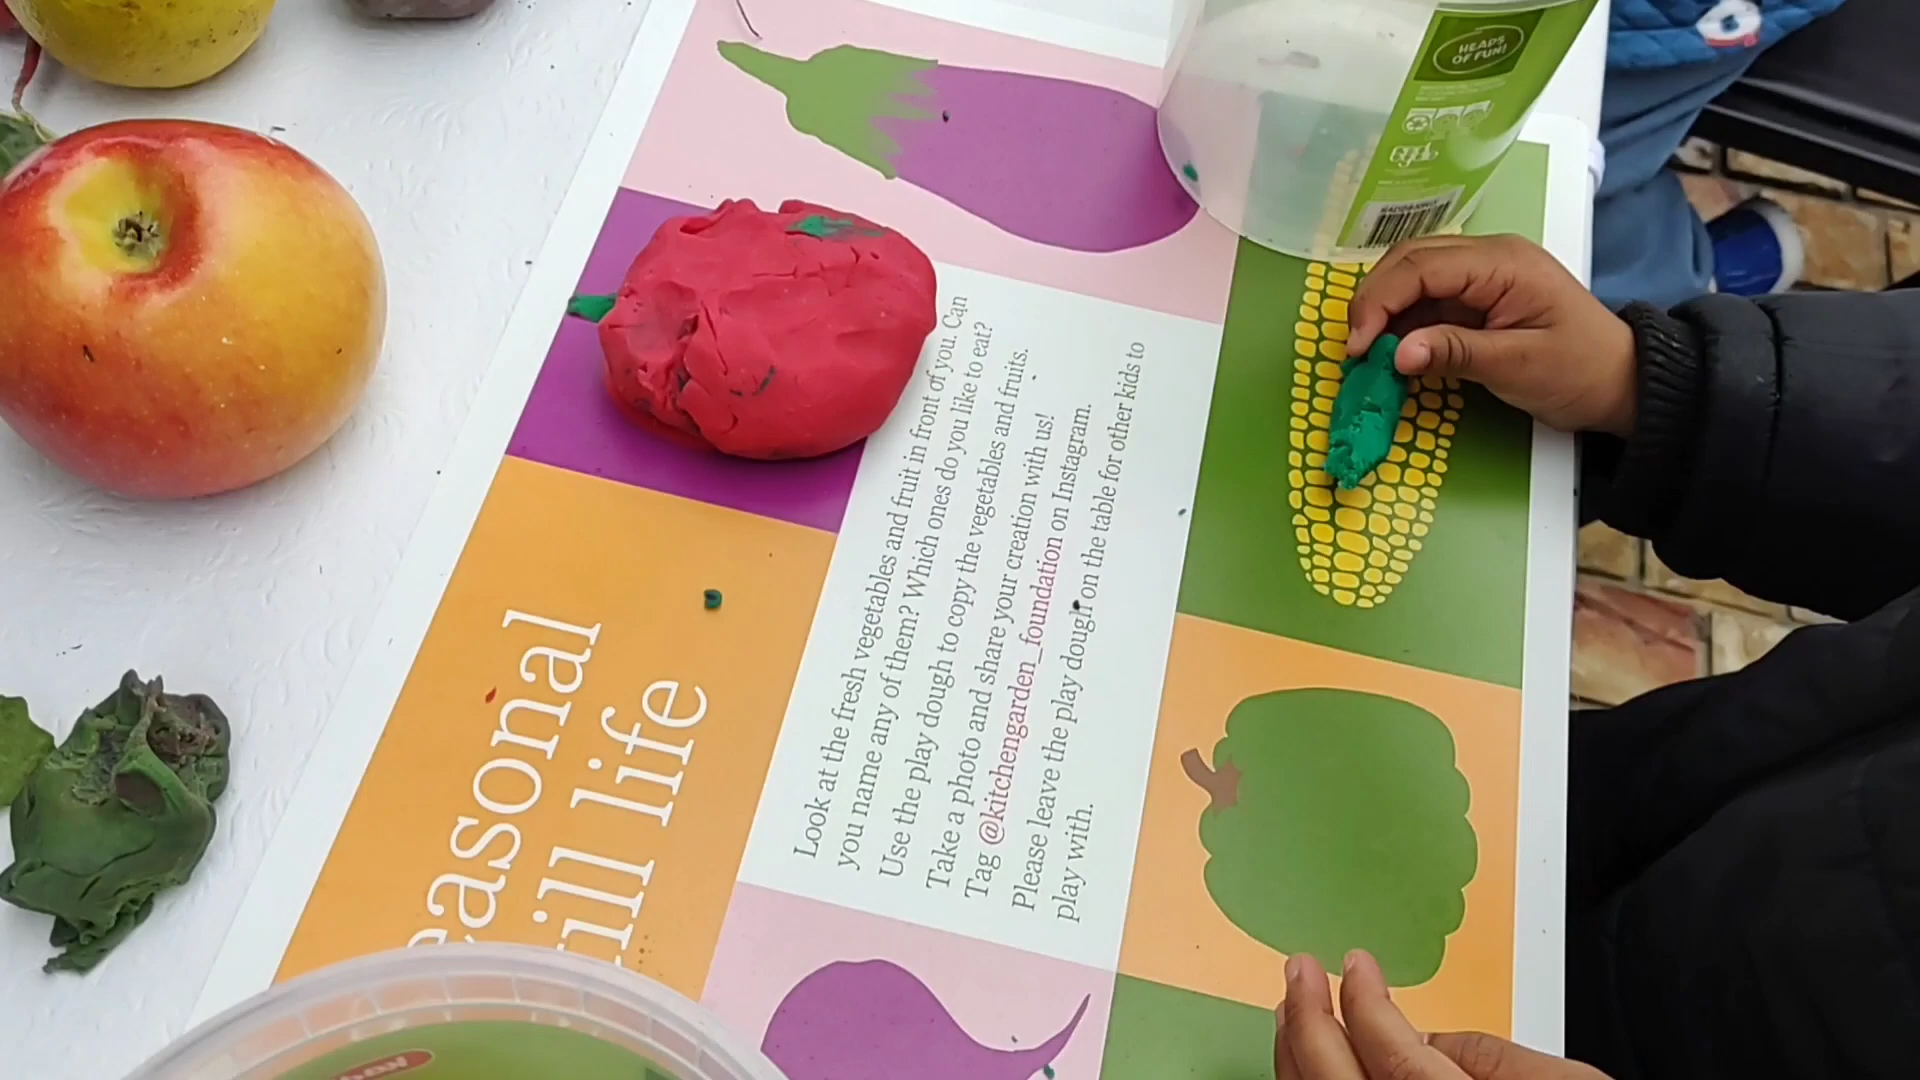 easonal
ill life
Look at the fresh vegetables and fruit in front of you. Can
you name any of them? Which ones do you like to eat?
Use the play dough to copy the vegetables and fruits.
Take a photo and share your creation with us!
Tag @kitchengarden_foundation on Instagram.
Please leave the play dough on the table for other kids to
play with.
HEAPS
OF FUN!